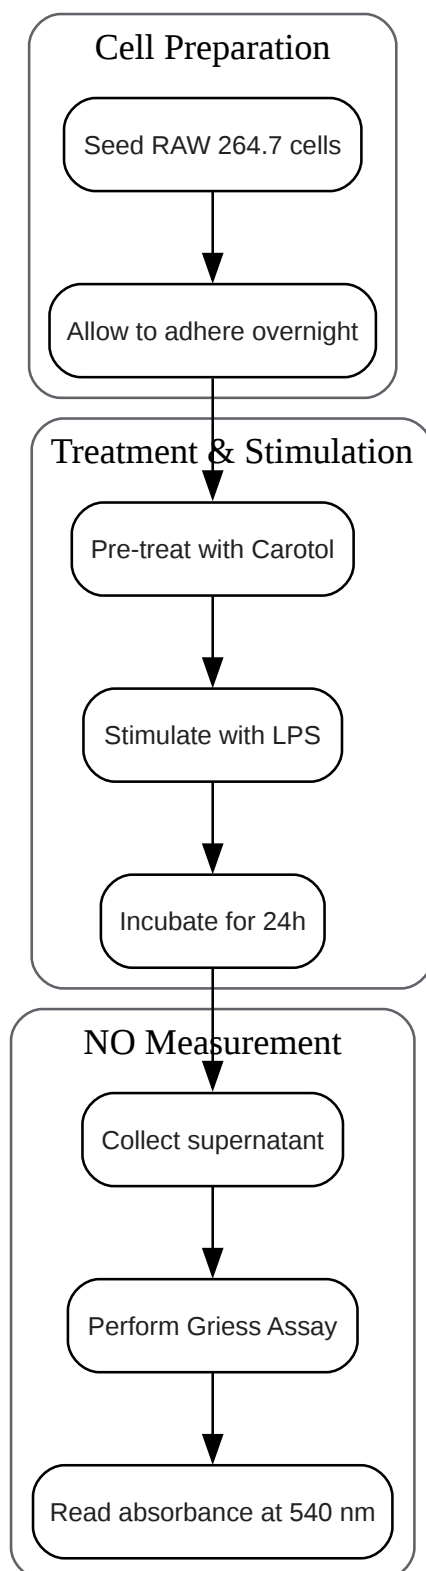 Cell Preparation
Seed RAW 264.7 cells
Allow to adhere overnight
Treatment & Stimulation
Pre-treat with Carotol
Stimulate with LPS
Incubate for 24h
NO Measurement
Collect supernatant
Perform Griess Assay
Read absorbance at 540 nm